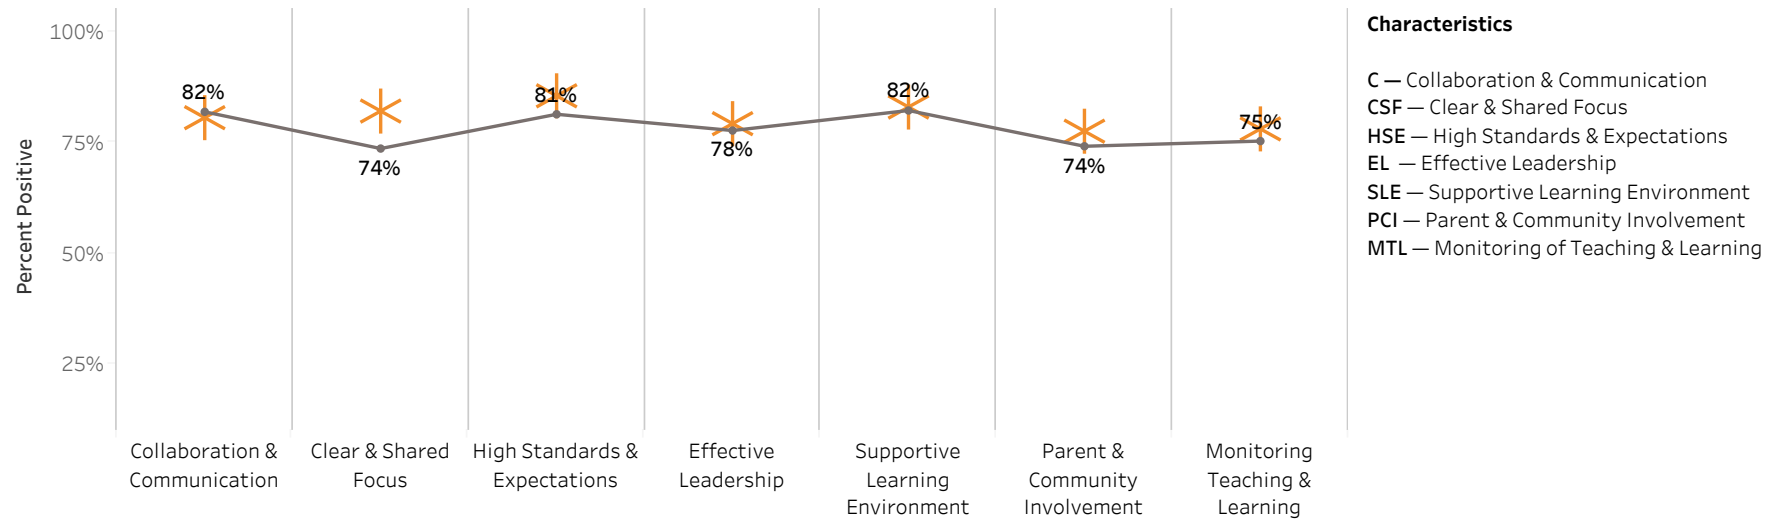 100%
75%
50%
25%
Percent Positive
82%
74%
81%
78%
82%
74%
75%
Collaboration &
Communication
Clear & Shared
Focus
High Standards &
Expectations
Effective
Leadership
Supportive
Learning
Environment
Parent &
Community
Involvement
Monitoring
Teaching &
Learning
Characteristics
C — Collaboration & Communication
CSF — Clear & Shared Focus
HSE — High Standards & Expectations
EL — Effective Leadership
SLE — Supportive Learning Environment
PCI — Parent & Community Involvement
MTL — Monitoring of Teaching & Learning